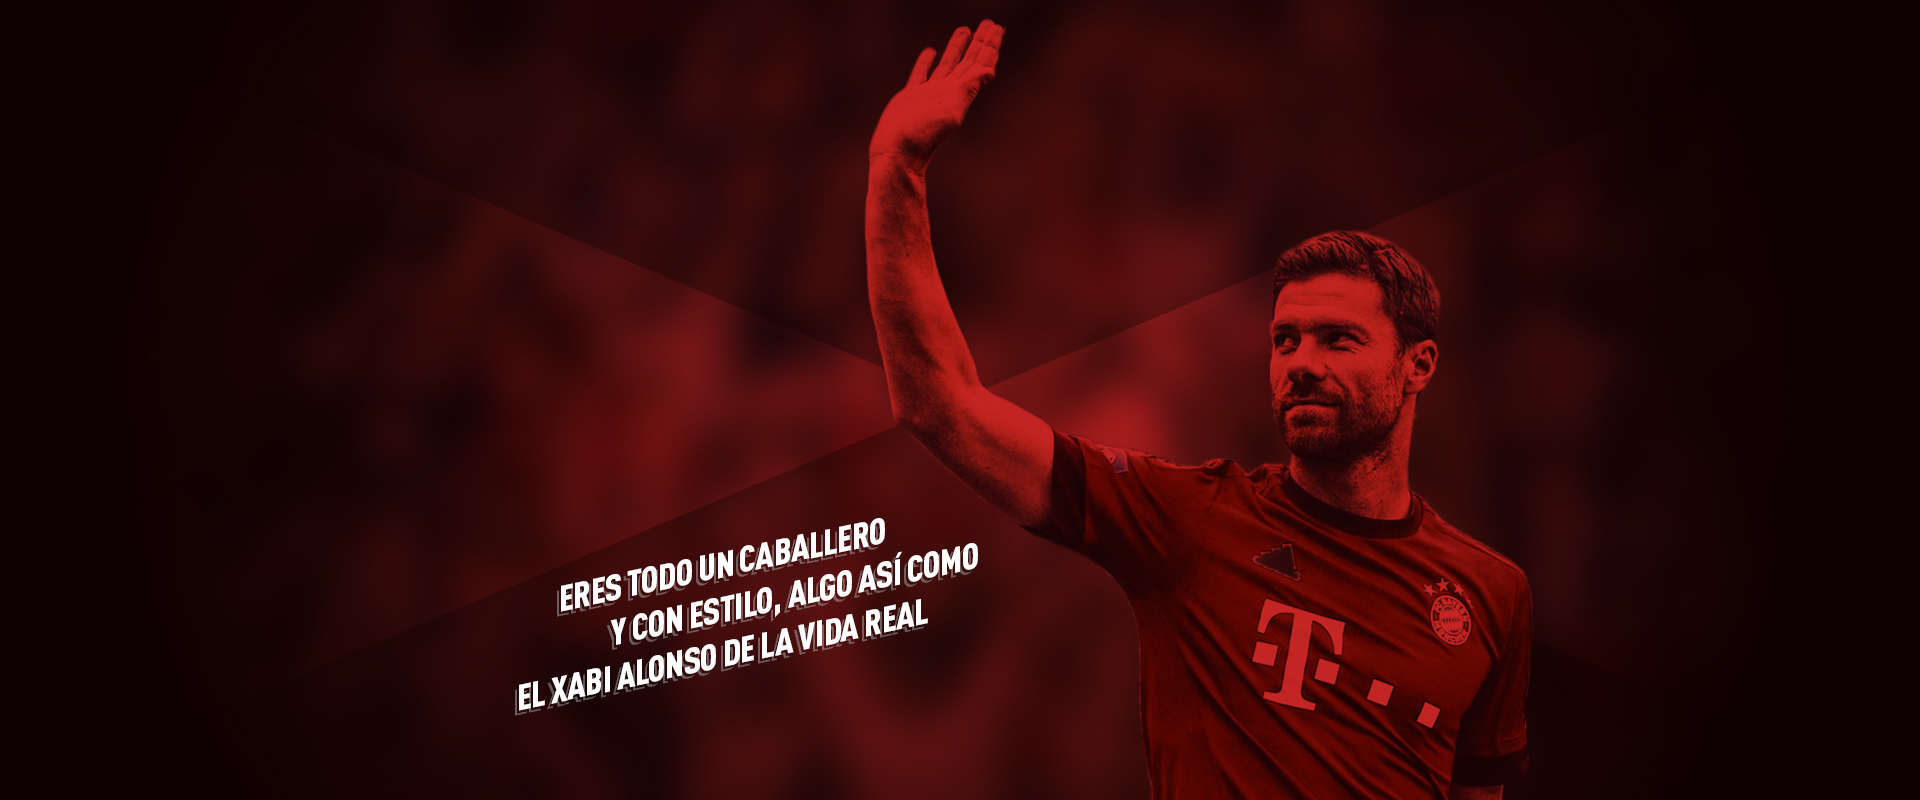 ERES TODO UN CABALLERO
Y CON ESTILO, ALGO ASÍ COMO
EL XABI ALONSO DE LA VIDA REAL
T